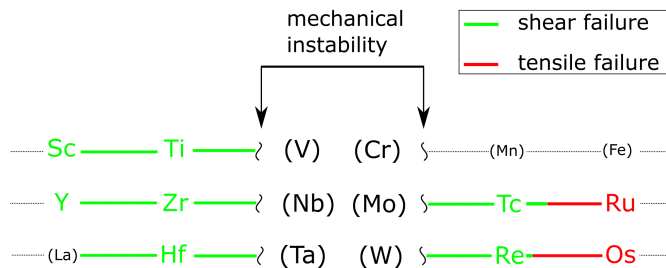 mechanical
instability
shear failure
tensile failure
Sc Ti (V) (Cr) (Mn) (Fe)
Y Zr (Nb) (Mo) Tc Ru
(La) Hf (Ta) (W) Re Os